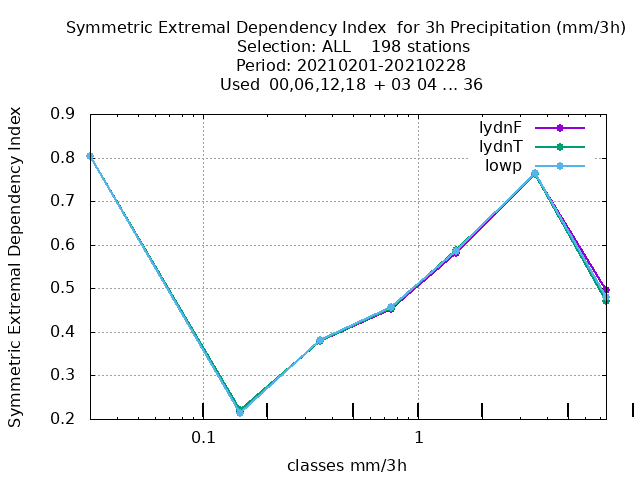 Symmetric Extremal Dependency Index  for 3h Precipitation (mm/3h)
Selection: ALL    198 stations
Period: 20210201-20210228
Used  00,06,12,18  + 03 04 ... 36
Symmetric Extremal Dependency Index
0.9
0.8
0.7
0.6
0.5
0.4
0.3
0.2
lydnF
lydnT
lowp
0.1
1
classes mm/3h